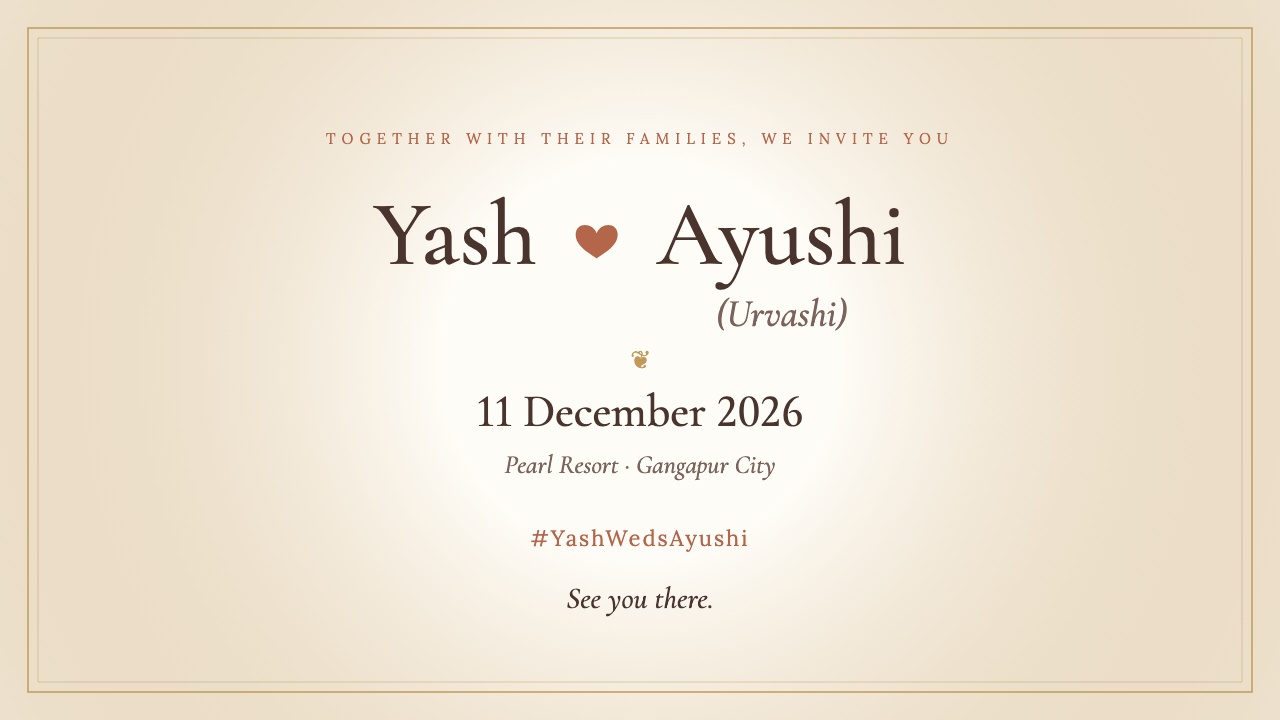 TOGETHER WITH THEIR FAMILIES, WE INVITE YOU
Yash ♥ Ayushi
(Urvashi)
❦
11 December 2026
Pearl Resort · Gangapur City
#YashWedsAyushi
See you there.